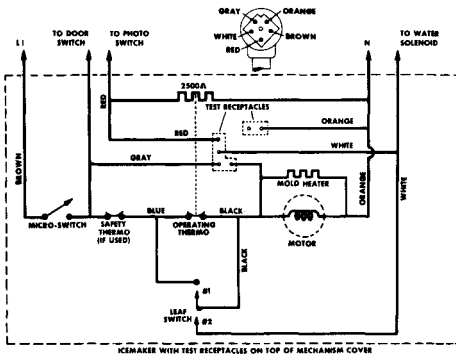 GRAY
ORANGE
WHITE
BROWN
RED
L1
TO DOOR
SWITCH
TO PHOTO
SWITCH
N
TO WATER
SOLENOID
2500Ω
RED
TEST RECEPTACLES
ORANGE
RED
WHITE
GRAY
BROWN
MOLD HEATER
ORANGE
WHITE
BLUE
BLACK
MICRO-SWITCH
SAFETY
THERMO
(IF USED)
OPERATING
THERMO
MOTOR
BLACK
#1
LEAF
SWITCH
#2
ICEMAKER WITH TEST RECEPTACLES ON TOP OF MECHANISM COVER